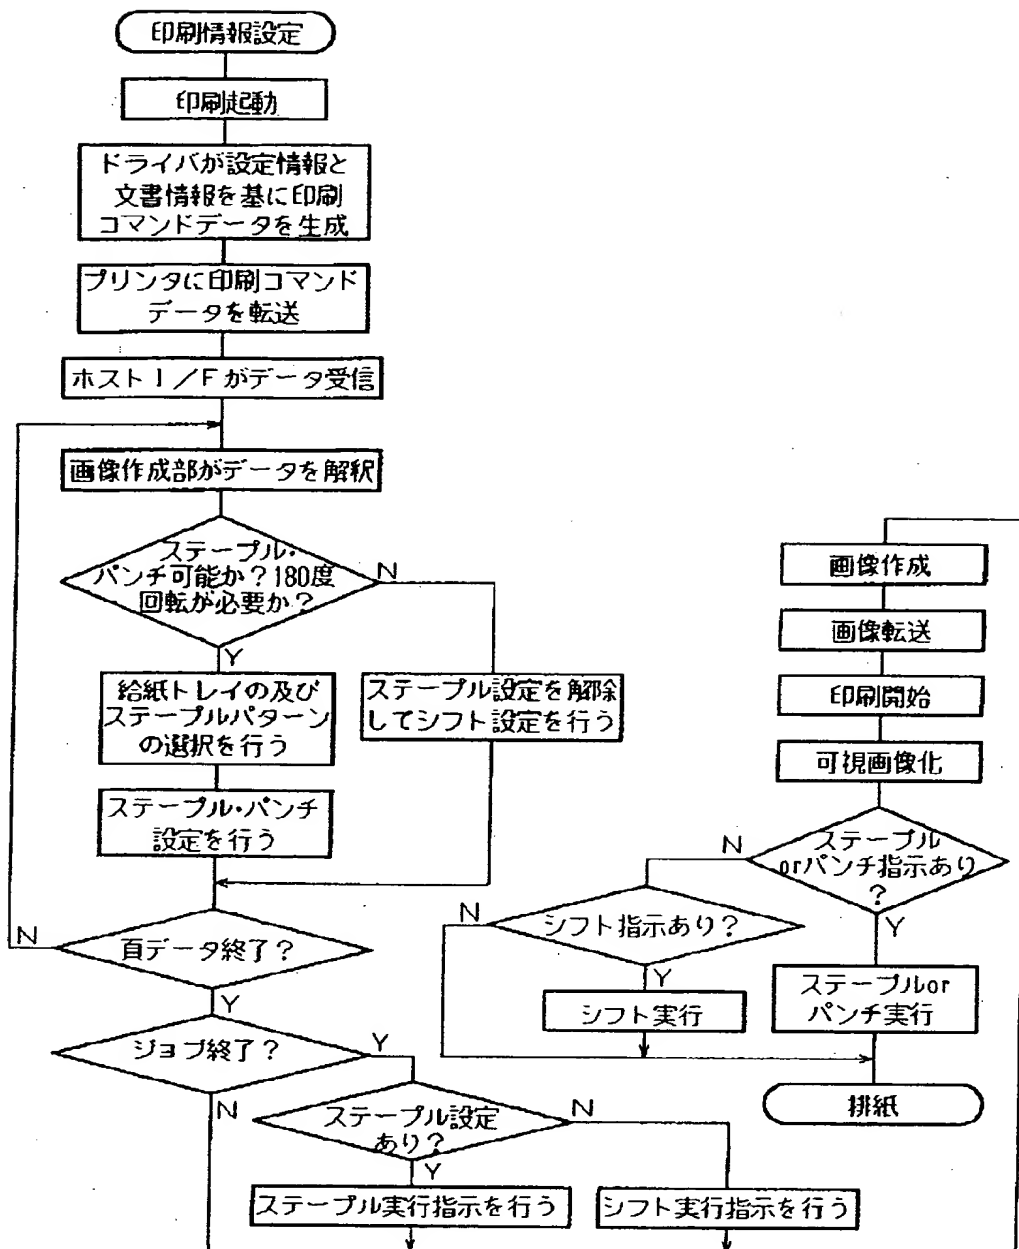 印刷情報設定
印刷起動
ドライバが設定情報と
文書情報を基に印刷
コマンドデータを生成
プリンタに印刷コマンド
データを転送
ホストI/Fがデータ受信
画像作成部がデータを解釈
ステープル・
パンチ可能か?180度
回転が必要か?
N
Y
給紙トレイの及び
ステープルパターン
の選択を行う
ステープル設定を解除
してシフト設定を行う
ステープル・パンチ
設定を行う
頁データ終了?
N
Y
ジョブ終了?
Y
N
ステープル設定
あり?
N
Y
ステープル実行指示を行う
シフト実行指示を行う
画像作成
画像転送
印刷開始
可視画像化
ステープル
orパンチ指示あり
?
N
Y
シフト指示あり?
N
Y
シフト実行
ステープルor
パンチ実行
排紙